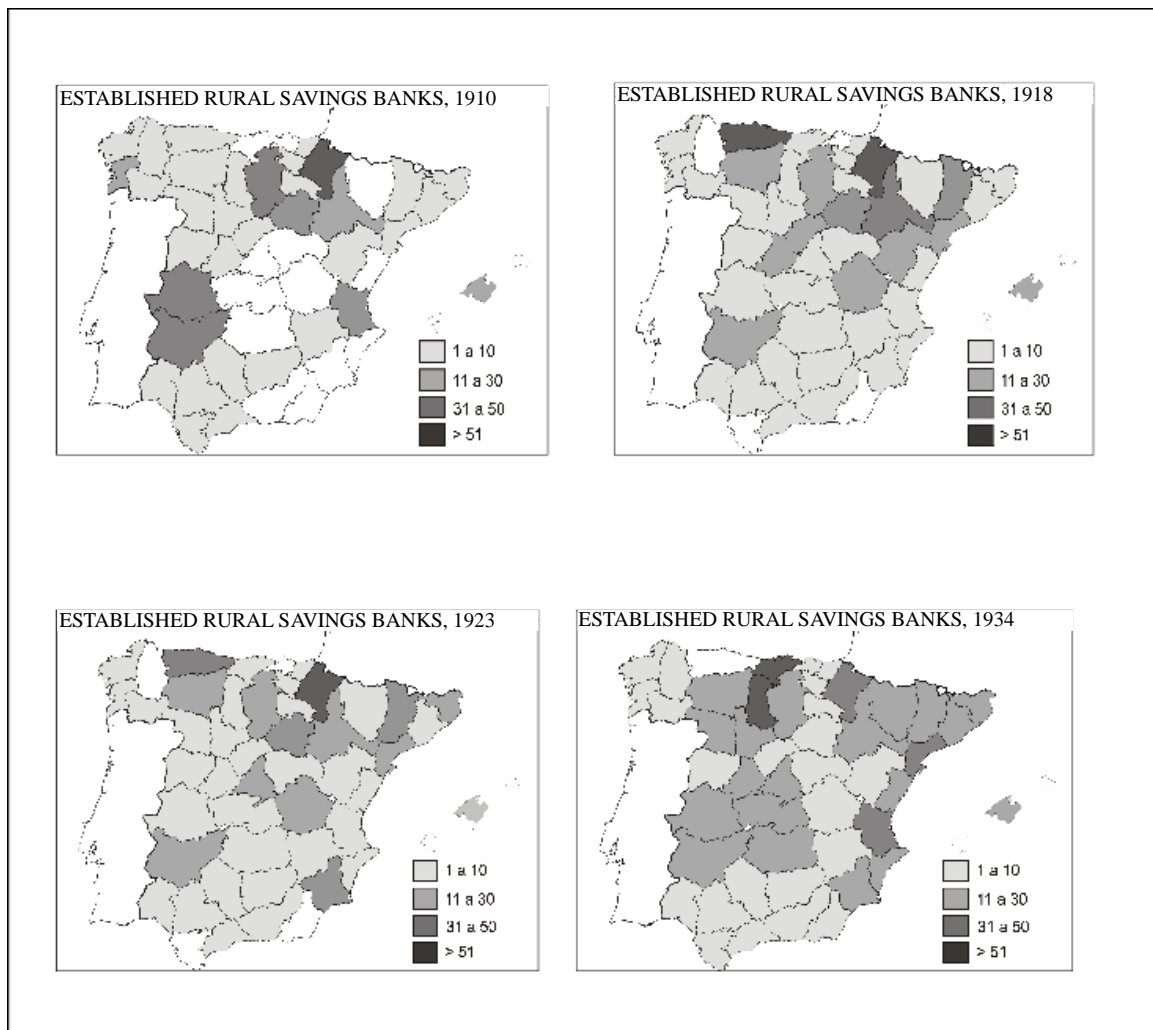 ESTABLISHED RURAL SAVINGS BANKS, 1910
1 a 10
11 a 30
31 a 50
> 51
ESTABLISHED RURAL SAVINGS BANKS, 1918
1 a 10
11 a 30
31 a 50
> 51
ESTABLISHED RURAL SAVINGS BANKS, 1923
1 a 10
11 a 30
31 a 50
> 51
ESTABLISHED RURAL SAVINGS BANKS, 1934
1 a 10
11 a 30
31 a 50
> 51